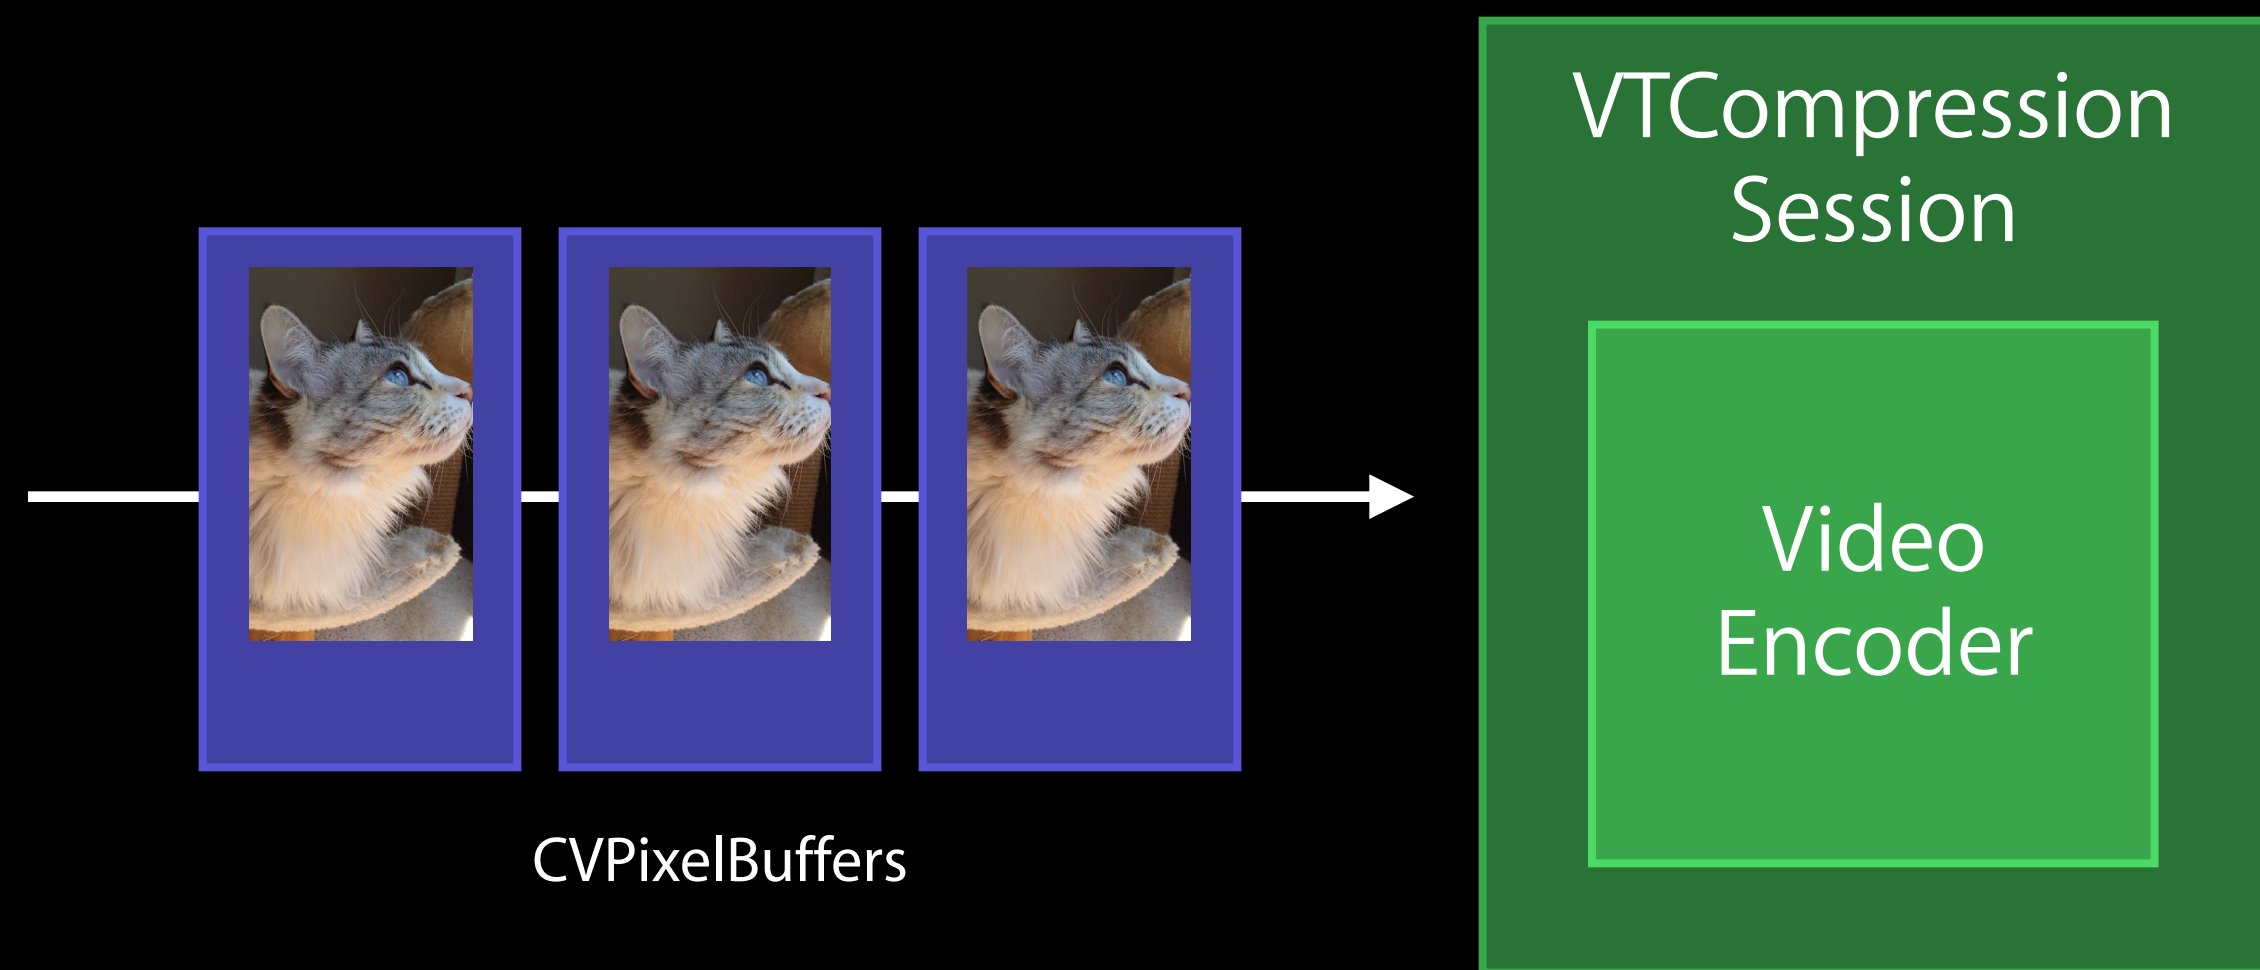 VTCompression
Session
Video
Encoder
CVPixelBuffers